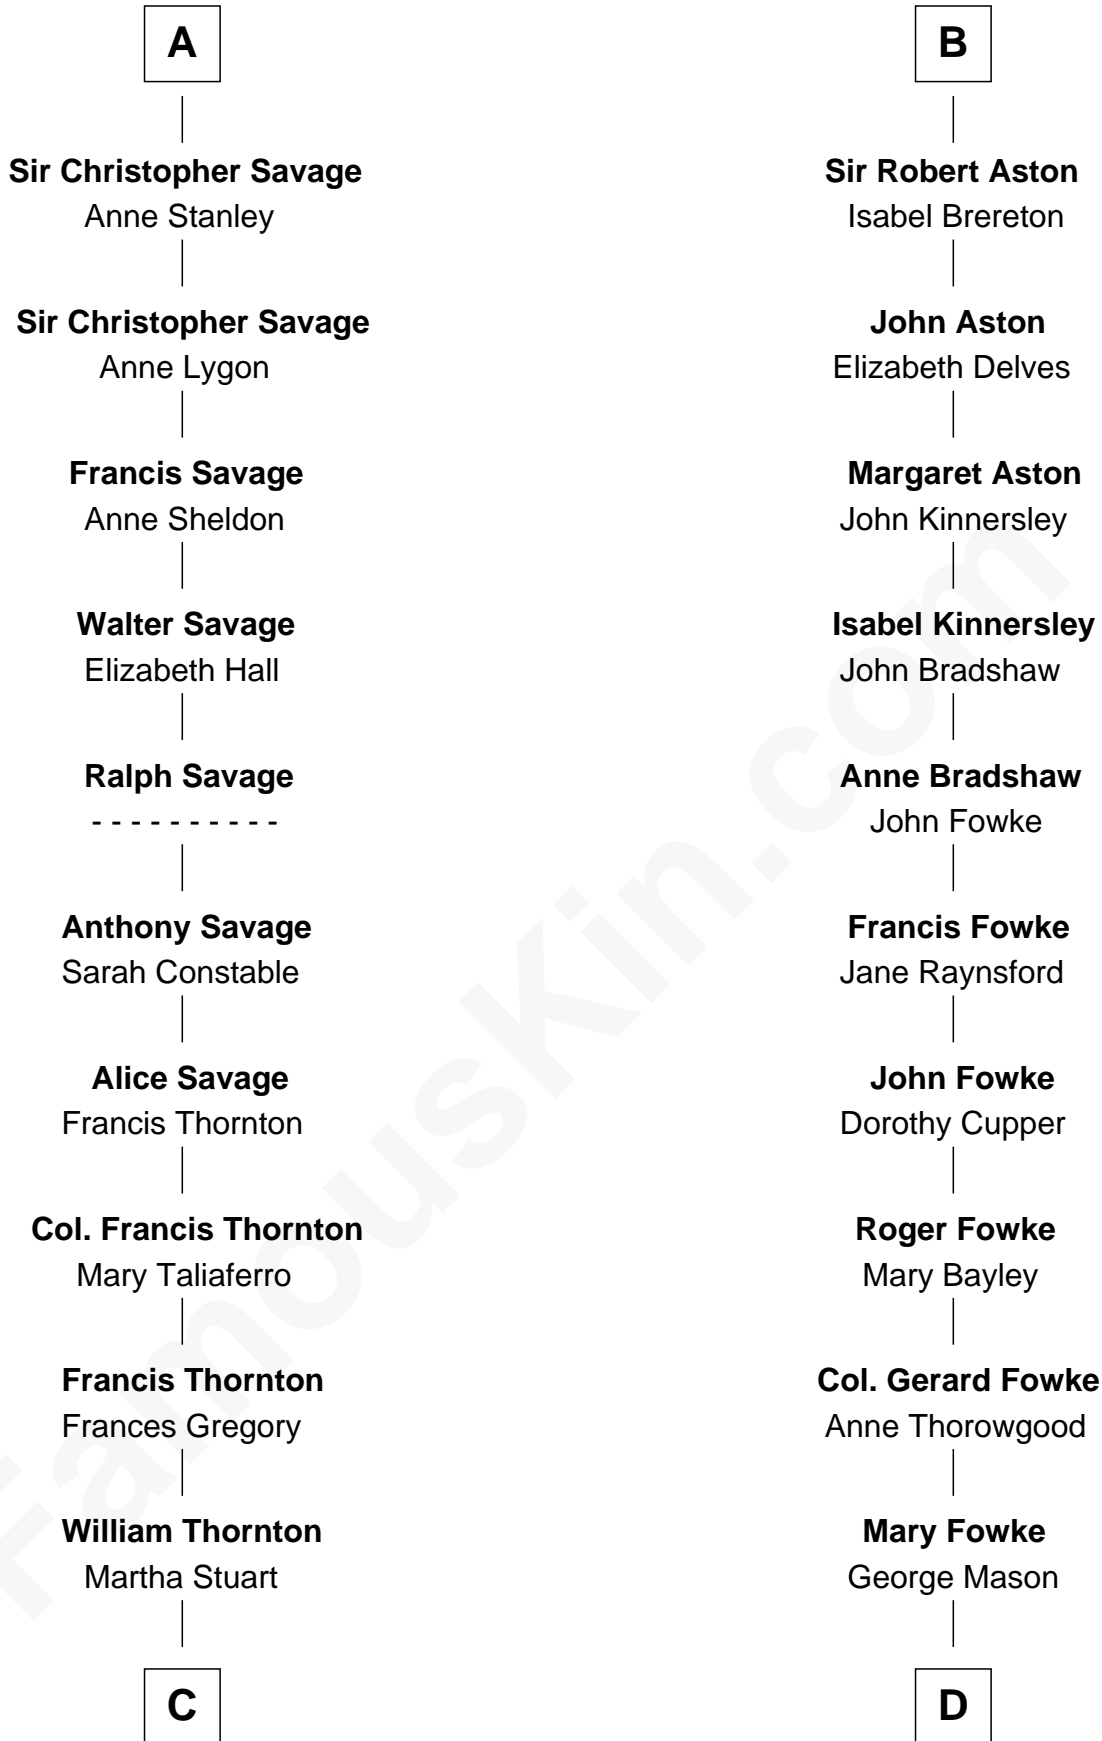 A
Sir Christopher Savage
Anne Stanley
Sir Christopher Savage
Anne Lygon
Francis Savage
Anne Sheldon
Walter Savage
Elizabeth Hall
Ralph Savage
- - - - - - - - - -
Anthony Savage
Sarah Constable
Alice Savage
Francis Thornton
Col. Francis Thornton
Mary Taliaferro
Francis Thornton
Frances Gregory
William Thornton
Martha Stuart
C
B
Sir Robert Aston
Isabel Brereton
John Aston
Elizabeth Delves
Margaret Aston
John Kinnersley
Isabel Kinnersley
John Bradshaw
Anne Bradshaw
John Fowke
Francis Fowke
Jane Raynsford
John Fowke
Dorothy Cupper
Roger Fowke
Mary Bayley
Col. Gerard Fowke
Anne Thorowgood
Mary Fowke
George Mason
D
FamousKin.com